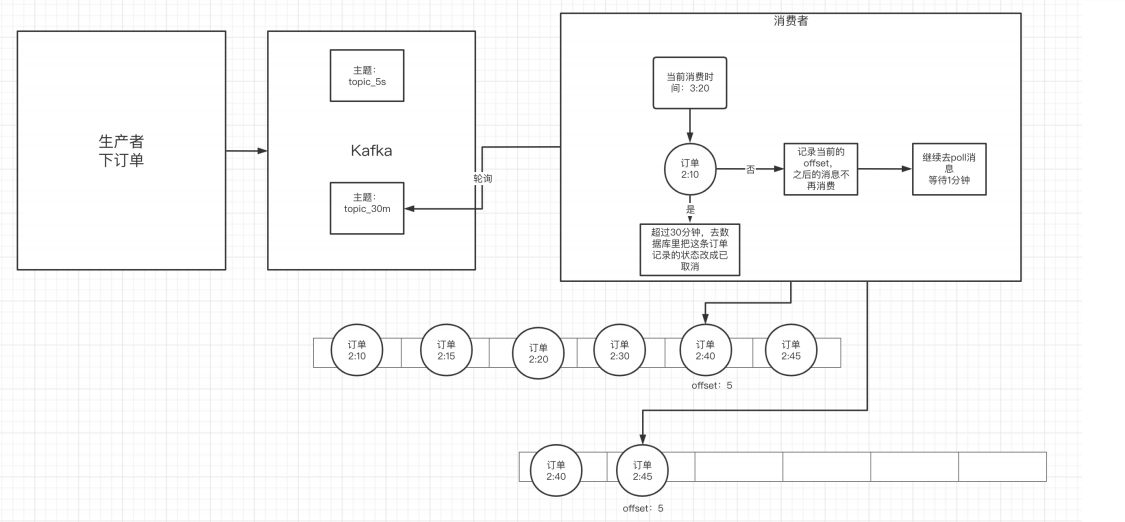 生产者
下订单
主题：
topic_5s
Kafka
主题：
topic_30m
轮询
消费者
当前消费时
间：3:20
订单
2:10
否
记录当前的
offset，
之后的消息不
再消费
继续去poll消
息
等待1分钟
是
超过30分钟，去数
据库里把这条订单
记录的状态改成已
取消
订单
2:10
订单
2:15
订单
2:20
订单
2:30
订单
2:40
订单
2:45
offset：5
订单
2:40
订单
2:45
offset：5